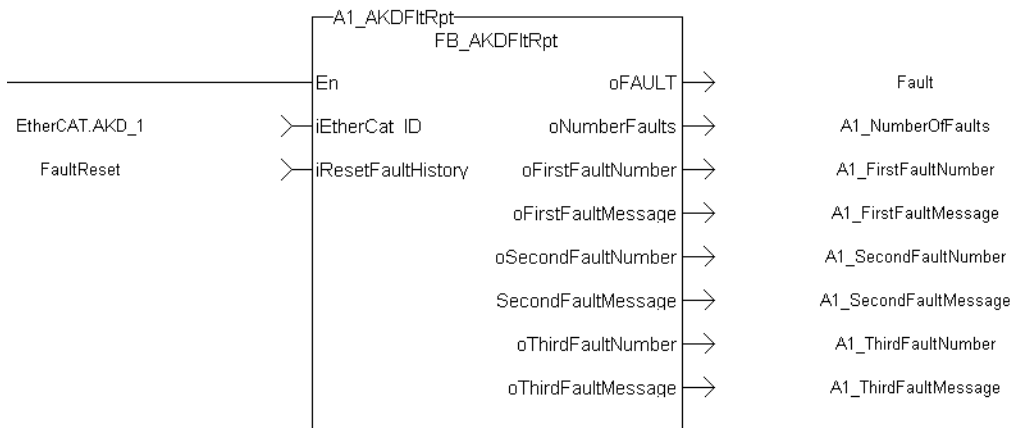 A1_AKDFltRpt
FB_AKDFltRpt
En oFAULT Fault
EtherCAT.AKD_1 iEtherCat_ID oNumberFaults A1_NumberOfFaults
FaultReset iResetFaultHistory oFirstFaultNumber A1_FirstFaultNumber
oFirstFaultMessage A1_FirstFaultMessage
oSecondFaultNumber A1_SecondFaultNumber
SecondFaultMessage A1_SecondFaultMessage
oThirdFaultNumber A1_ThirdFaultNumber
oThirdFaultMessage A1_ThirdFaultMessage